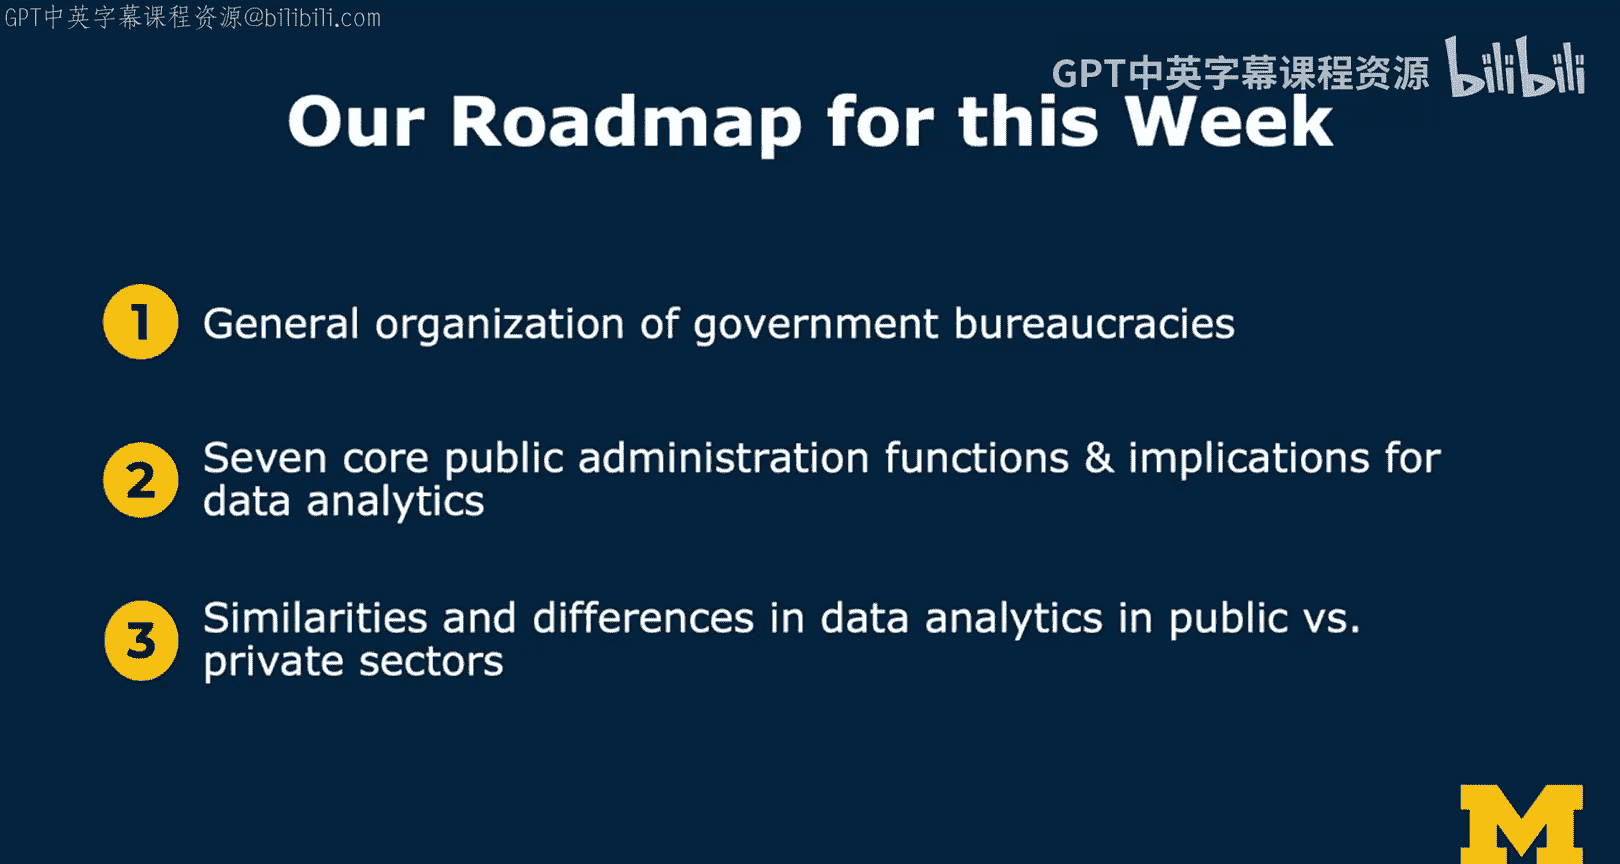 GPT中英字幕课程资源@bilibili.com
GPT中英字幕课程资源 bilibili
Our Roadmap for this Week
1 General organization of government bureaucracies
2 Seven core public administration functions & implications for
data analytics
3 Similarities and differences in data analytics in public vs.
private sectors
M